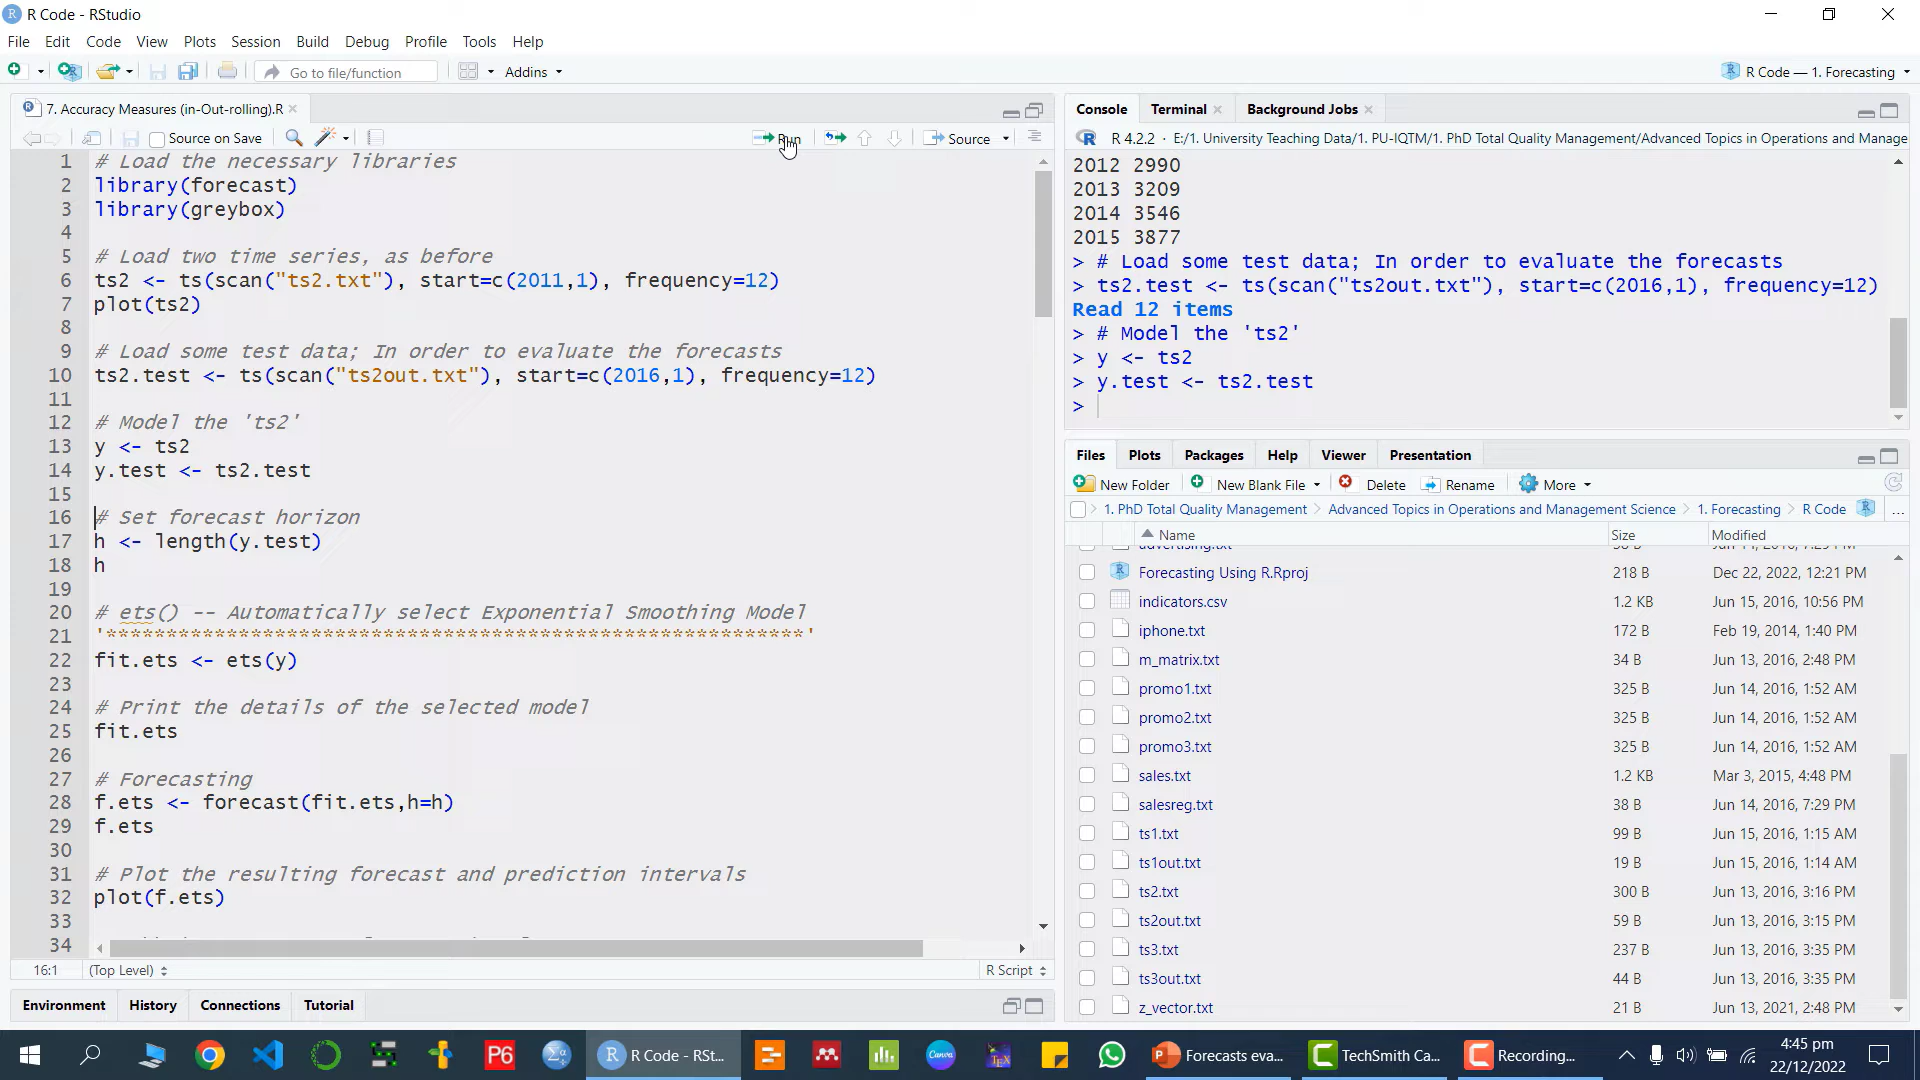 R Code - RStudio
File Edit Code View Plots Session Build Debug Profile Tools Help
Go to file/function Addins R Code — 1. Forecasting
7. Accuracy Measures (in-Out-rolling).R
Source on Save Run Source
1 # Load the necessary libraries
2 library(forecast)
3 library(greybox)
4
5 # Load two time series, as before
6 ts2 <- ts(scan("ts2.txt"), start=c(2011,1), frequency=12)
7 plot(ts2)
8
9 # Load some test data; In order to evaluate the forecasts
10 ts2.test <- ts(scan("ts2out.txt"), start=c(2016,1), frequency=12)
11
12 # Model the 'ts2'
13 y <- ts2
14 y.test <- ts2.test
15
16 # Set forecast horizon
17 h <- length(y.test)
18 h
19
20 # ets() -- Automatically select Exponential Smoothing Model
21 '**********************************************************'
22 fit.ets <- ets(y)
23
24 # Print the details of the selected model
25 fit.ets
26
27 # Forecasting
28 f.ets <- forecast(fit.ets,h=h)
29 f.ets
30
31 # Plot the resulting forecast and prediction intervals
32 plot(f.ets)
33
34
16:1 (Top Level) R Script
Environment History Connections Tutorial
Console Terminal Background Jobs
R 4.2.2 · E:/1. University Teaching Data/1. PU-IQTM/1. PhD Total Quality Management/Advanced Topics in Operations and Manage
2012 2990
2013 3209
2014 3546
2015 3877
> # Load some test data; In order to evaluate the forecasts
> ts2.test <- ts(scan("ts2out.txt"), start=c(2016,1), frequency=12)
Read 12 items
> # Model the 'ts2'
> y <- ts2
> y.test <- ts2.test
>
Files Plots Packages Help Viewer Presentation
New Folder New Blank File Delete Rename More
1. PhD Total Quality Management Advanced Topics in Operations and Management Science 1. Forecasting R Code ...
Name Size Modified
Forecasting Using R.Rproj 218 B Dec 22, 2022, 12:21 PM
indicators.csv 1.2 KB Jun 15, 2016, 10:56 PM
iphone.txt 172 B Feb 19, 2014, 1:40 PM
m_matrix.txt 34 B Jun 13, 2016, 2:48 PM
promo1.txt 325 B Jun 14, 2016, 1:52 AM
promo2.txt 325 B Jun 14, 2016, 1:52 AM
promo3.txt 325 B Jun 14, 2016, 1:52 AM
sales.txt 1.2 KB Mar 3, 2015, 4:48 PM
salesreg.txt 38 B Jun 14, 2016, 7:29 PM
ts1.txt 99 B Jun 15, 2016, 1:15 AM
ts1out.txt 19 B Jun 15, 2016, 1:14 AM
ts2.txt 300 B Jun 13, 2016, 3:16 PM
ts2out.txt 59 B Jun 13, 2016, 3:15 PM
ts3.txt 237 B Jun 13, 2016, 3:35 PM
ts3out.txt 44 B Jun 13, 2016, 3:35 PM
z_vector.txt 21 B Jun 13, 2021, 2:48 PM
P6 R Code - RSt... Canva TEX Forecasts eva... TechSmith Ca... Recording... 4:45 pm
22/12/2022